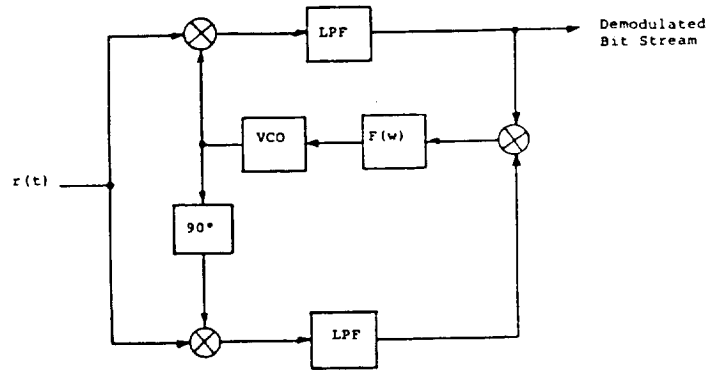 LPF
Demodulated
Bit Stream
VCO
F(w)
r(t)
90°
LPF